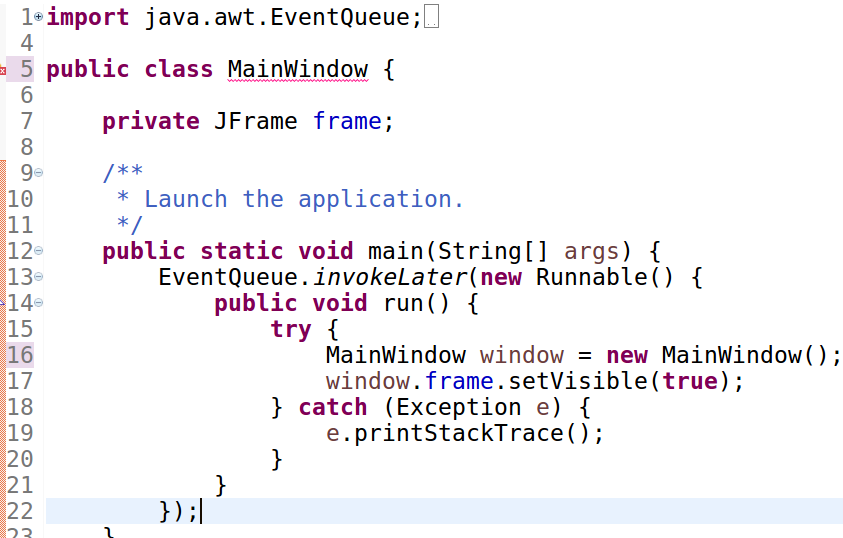 1 import java.awt.EventQueue;
4
5 public class MainWindow {
6
7 private JFrame frame;
8
9 /**
10 * Launch the application.
11 */
12 public static void main(String[] args) {
13 EventQueue.invokeLater(new Runnable() {
14 public void run() {
15 try {
16 MainWindow window = new MainWindow();
17 window.frame.setVisible(true);
18 } catch (Exception e) {
19 e.printStackTrace();
20 }
21 }
22 });
23 }